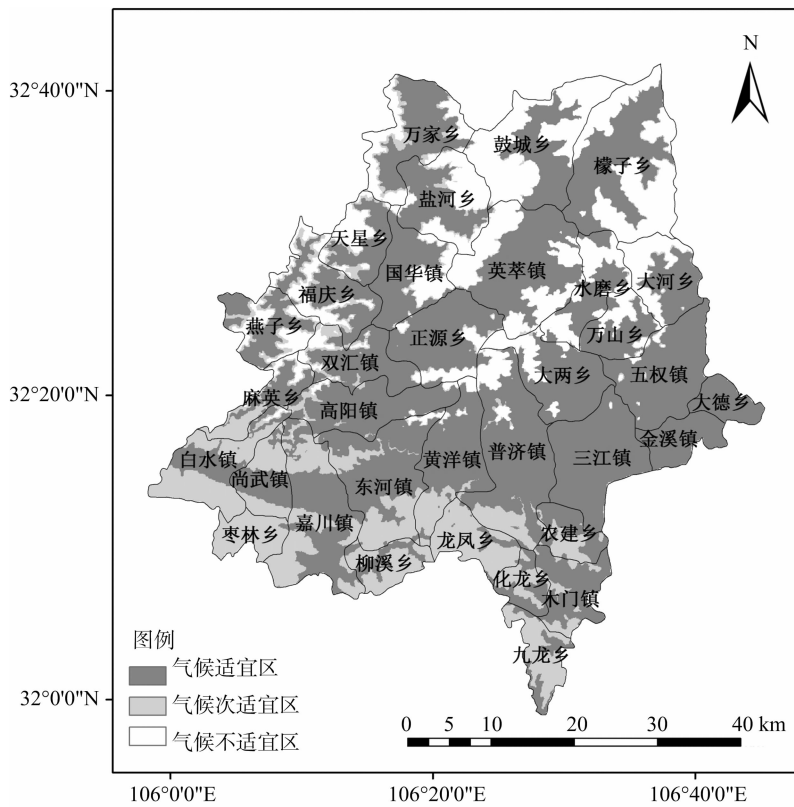 N
32°40'0"N
万家乡
鼓城乡
檬子乡
盐河乡
天星乡
国华镇
英萃镇
水磨乡
大河乡
福庆乡
燕子乡
正源乡
万山乡
双汇镇
大两乡
五权镇
32°20'0"N
麻英乡
高阳镇
大德乡
金溪镇
白水镇
尚武镇
黄洋镇
普济镇
三江镇
东河镇
嘉川镇
枣林乡
龙凤乡
农建乡
柳溪乡
化龙乡
木门镇
九龙乡
图例
气候适宜区
气候次适宜区
气候不适宜区
32°0'0"N
0 5 10 20 30 40 km
106°0'0"E 106°20'0"E 106°40'0"E